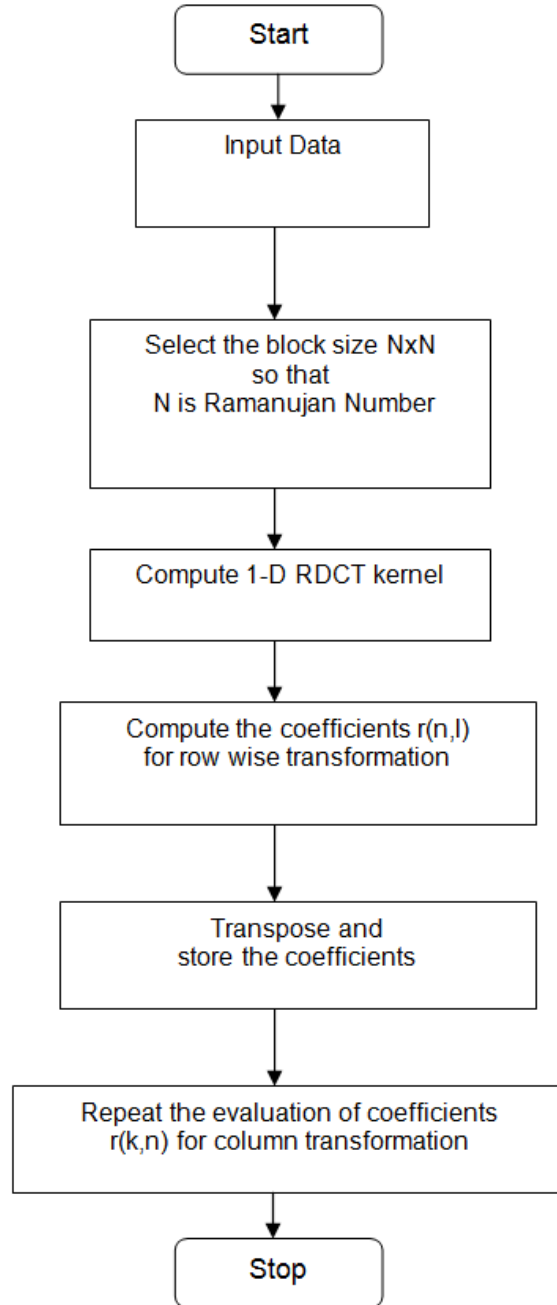 Start
Input Data
Select the block size NxN
so that
N is Ramanujan Number
Compute 1-D RDCT kernel
Compute the coefficients r(n,l)
for row wise transformation
Transpose and
store the coefficients
Repeat the evaluation of coefficients
r(k,n) for column transformation
Stop